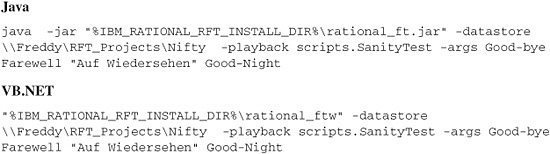 Java
java -jar "%IBM_RATIONAL_RFT_INSTALL_DIR%\rational_ft.jar" -datastore
\\Freddy\RFT_Projects\Nifty -playback scripts.SanityTest -args Good-bye
Farewell "Auf Wiedersehen" Good-Night
VB.NET
"%IBM_RATIONAL_RFT_INSTALL_DIR%\rational_ftw" -datastore
\\Freddy\RFT_Projects\Nifty -playback scripts.SanityTest -args Good-bye
Farewell "Auf Wiedersehen" Good-Night